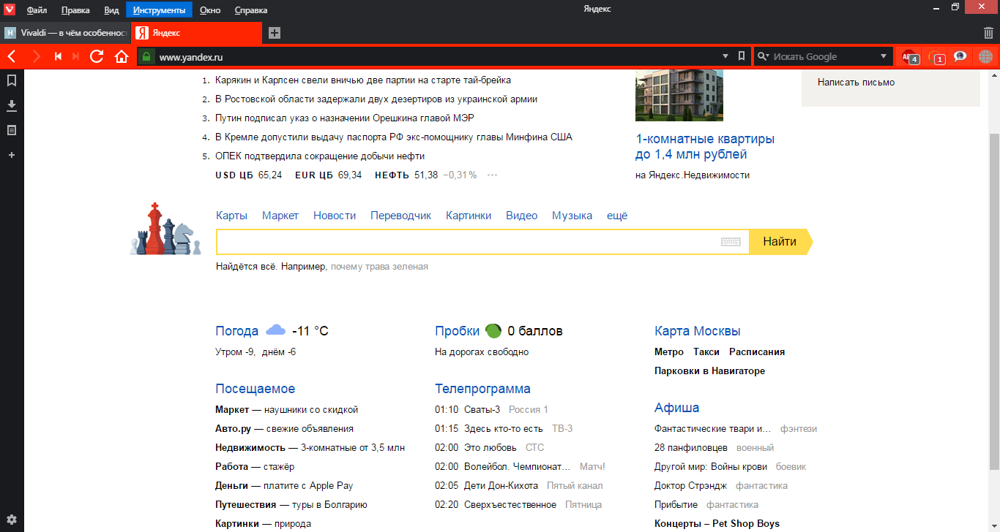 Файл Правка Вид Инструменты Окно Справка
Яндекс
Vivaldi — в чём особеннос
Яндекс
www.yandex.ru
Искать Google
4
1
1. Карякин и Карлсен свели вничью две партии на старте тай-брейка
2. В Ростовской области задержали двух дезертиров из украинской армии
3. Путин подписал указ о назначении Орешкина главой МЭР
4. В Кремле допустили выдачу паспорта РФ экс-помощнику главы Минфина США
5. ОПЕК подтвердила сокращение добычи нефти
USD ЦБ 65,24 EUR ЦБ 69,34 НЕФТЬ 51,38 −0,31% ···
1-комнатные квартиры
до 1,4 млн рублей
на Яндекс.Недвижимости
Написать письмо
Карты Маркет Новости Переводчик Картинки Видео Музыка ещё
Найти
Найдётся всё. Например, почему трава зеленая
Погода -11 °C
Утром -9, днём -6
Пробки 0 баллов
На дорогах свободно
Карта Москвы
Метро Такси Расписания
Парковки в Навигаторе
Посещаемое
Маркет — наушники со скидкой
Авто.ру — свежие объявления
Недвижимость — 3-комнатные от 3,5 млн
Работа — стажёр
Деньги — платите с Apple Pay
Путешествия — туры в Болгарию
Картинки — природа
Телепрограмма
01:10 Сваты-3 Россия 1
01:15 Здесь кто-то есть ТВ-3
02:00 Это любовь СТС
02:00 Волейбол. Чемпионат… Матч!
02:05 Дети Дон-Кихота Пятый канал
02:20 Сверхъестественное Пятница
Афиша
Фантастические твари и… фэнтези
28 панфиловцев военный
Другой мир: Войны крови боевик
Доктор Стрэндж фантастика
Прибытие фантастика
Концерты – Pet Shop Boys